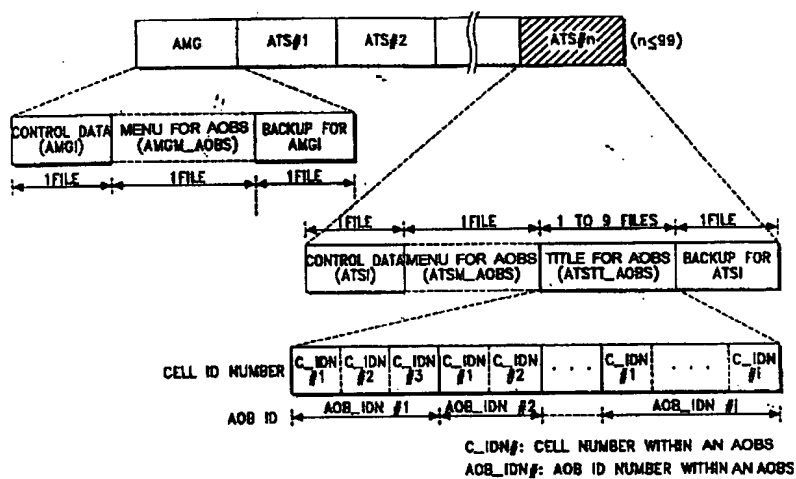 AMG ATS#1 ATS#2 ATS#n (n≤99)
CONTROL DATA (AMGI) MENU FOR AOBS (AMGM_AOBS) BACKUP FOR AMGI
1FILE 1FILE 1FILE
1FILE 1FILE 1 TO 9 FILES 1FILE
CONTROL DATA (ATSI) MENU FOR AOBS (ATSM_AOBS) TITLE FOR AOBS (ATSTT_AOBS) BACKUP FOR ATSI
CELL ID NUMBER C_IDN #1 C_IDN #2 C_IDN #3 C_IDN #1 C_IDN #2 · · · C_IDN #1 · · · · C_IDN #i
AOB ID AOB_IDN #1 AOB_IDN #2 AOB_IDN #i
C_IDN#: CELL NUMBER WITHIN AN AOBS
AOB_IDN#: AOB ID NUMBER WITHIN AN AOBS